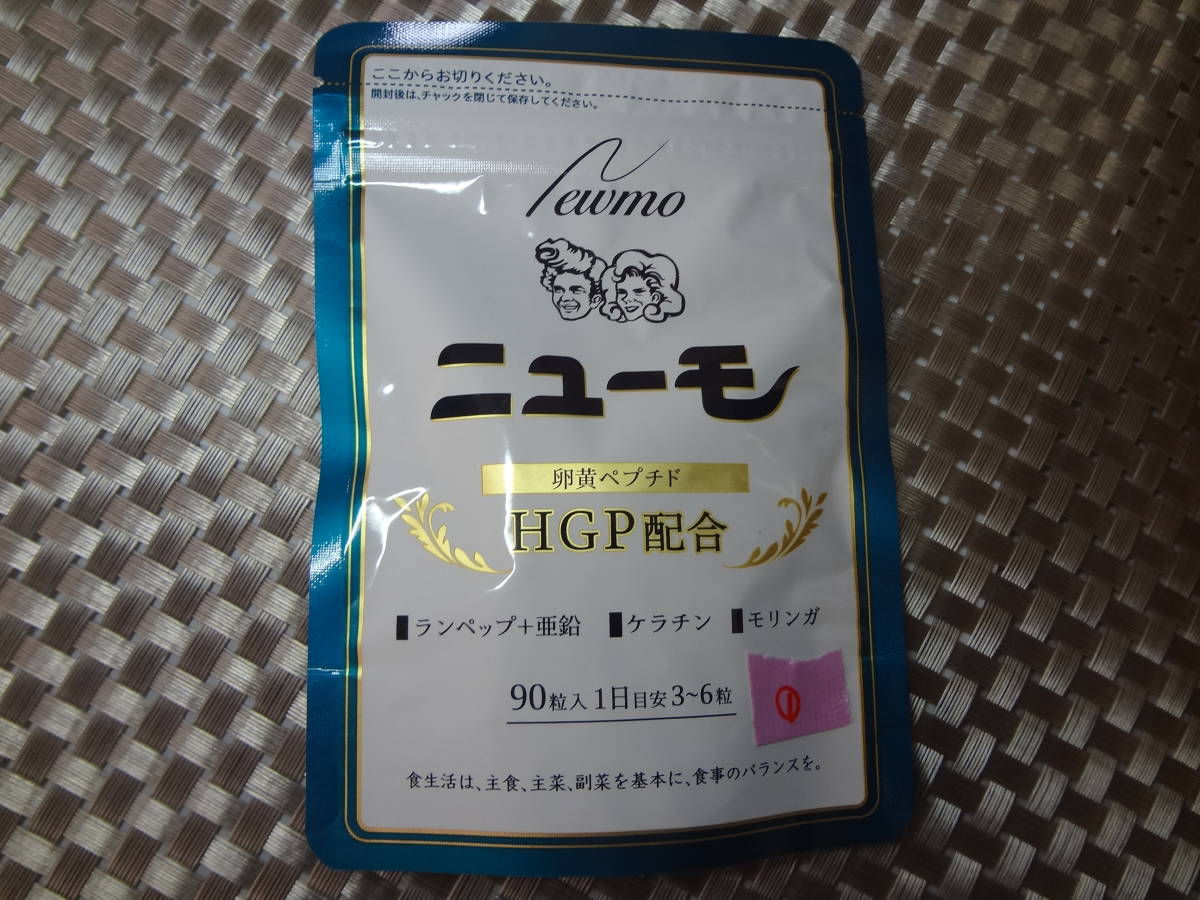 ここからお切りください。
開封後は、チャックを閉じて保存してください。
Newmo
ニューモ
卵黄ペプチド
HGP配合
ランペップ+亜鉛 ケラチン モリンガ
90粒入 1日目安3~6粒
①
食生活は、主食、主菜、副菜を基本に、食事のバランスを。